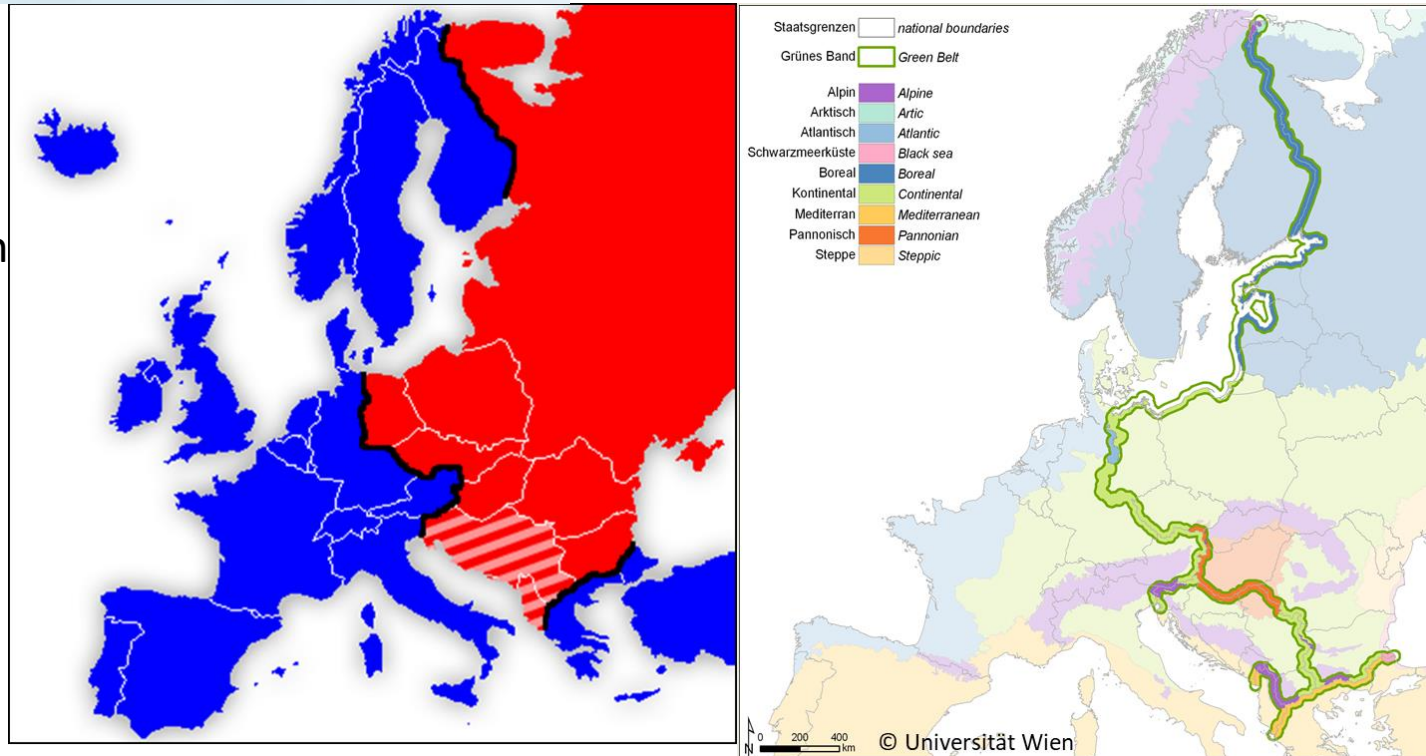 n
Staatsgrenzen national boundaries
Grünes Band Green Belt
Alpin Alpine
Arktisch Artic
Atlantisch Atlantic
Schwarzmeerküste Black sea
Boreal Boreal
Kontinental Continental
Mediterran Mediterranean
Pannonisch Pannonian
Steppe Steppic
N
0 200 400
km
© Universität Wien